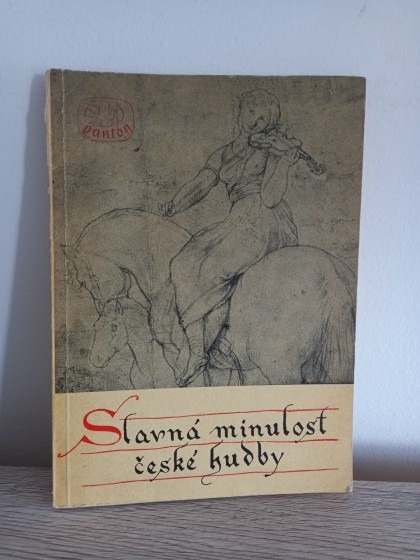 Panton
Slavná minulost
české hudby